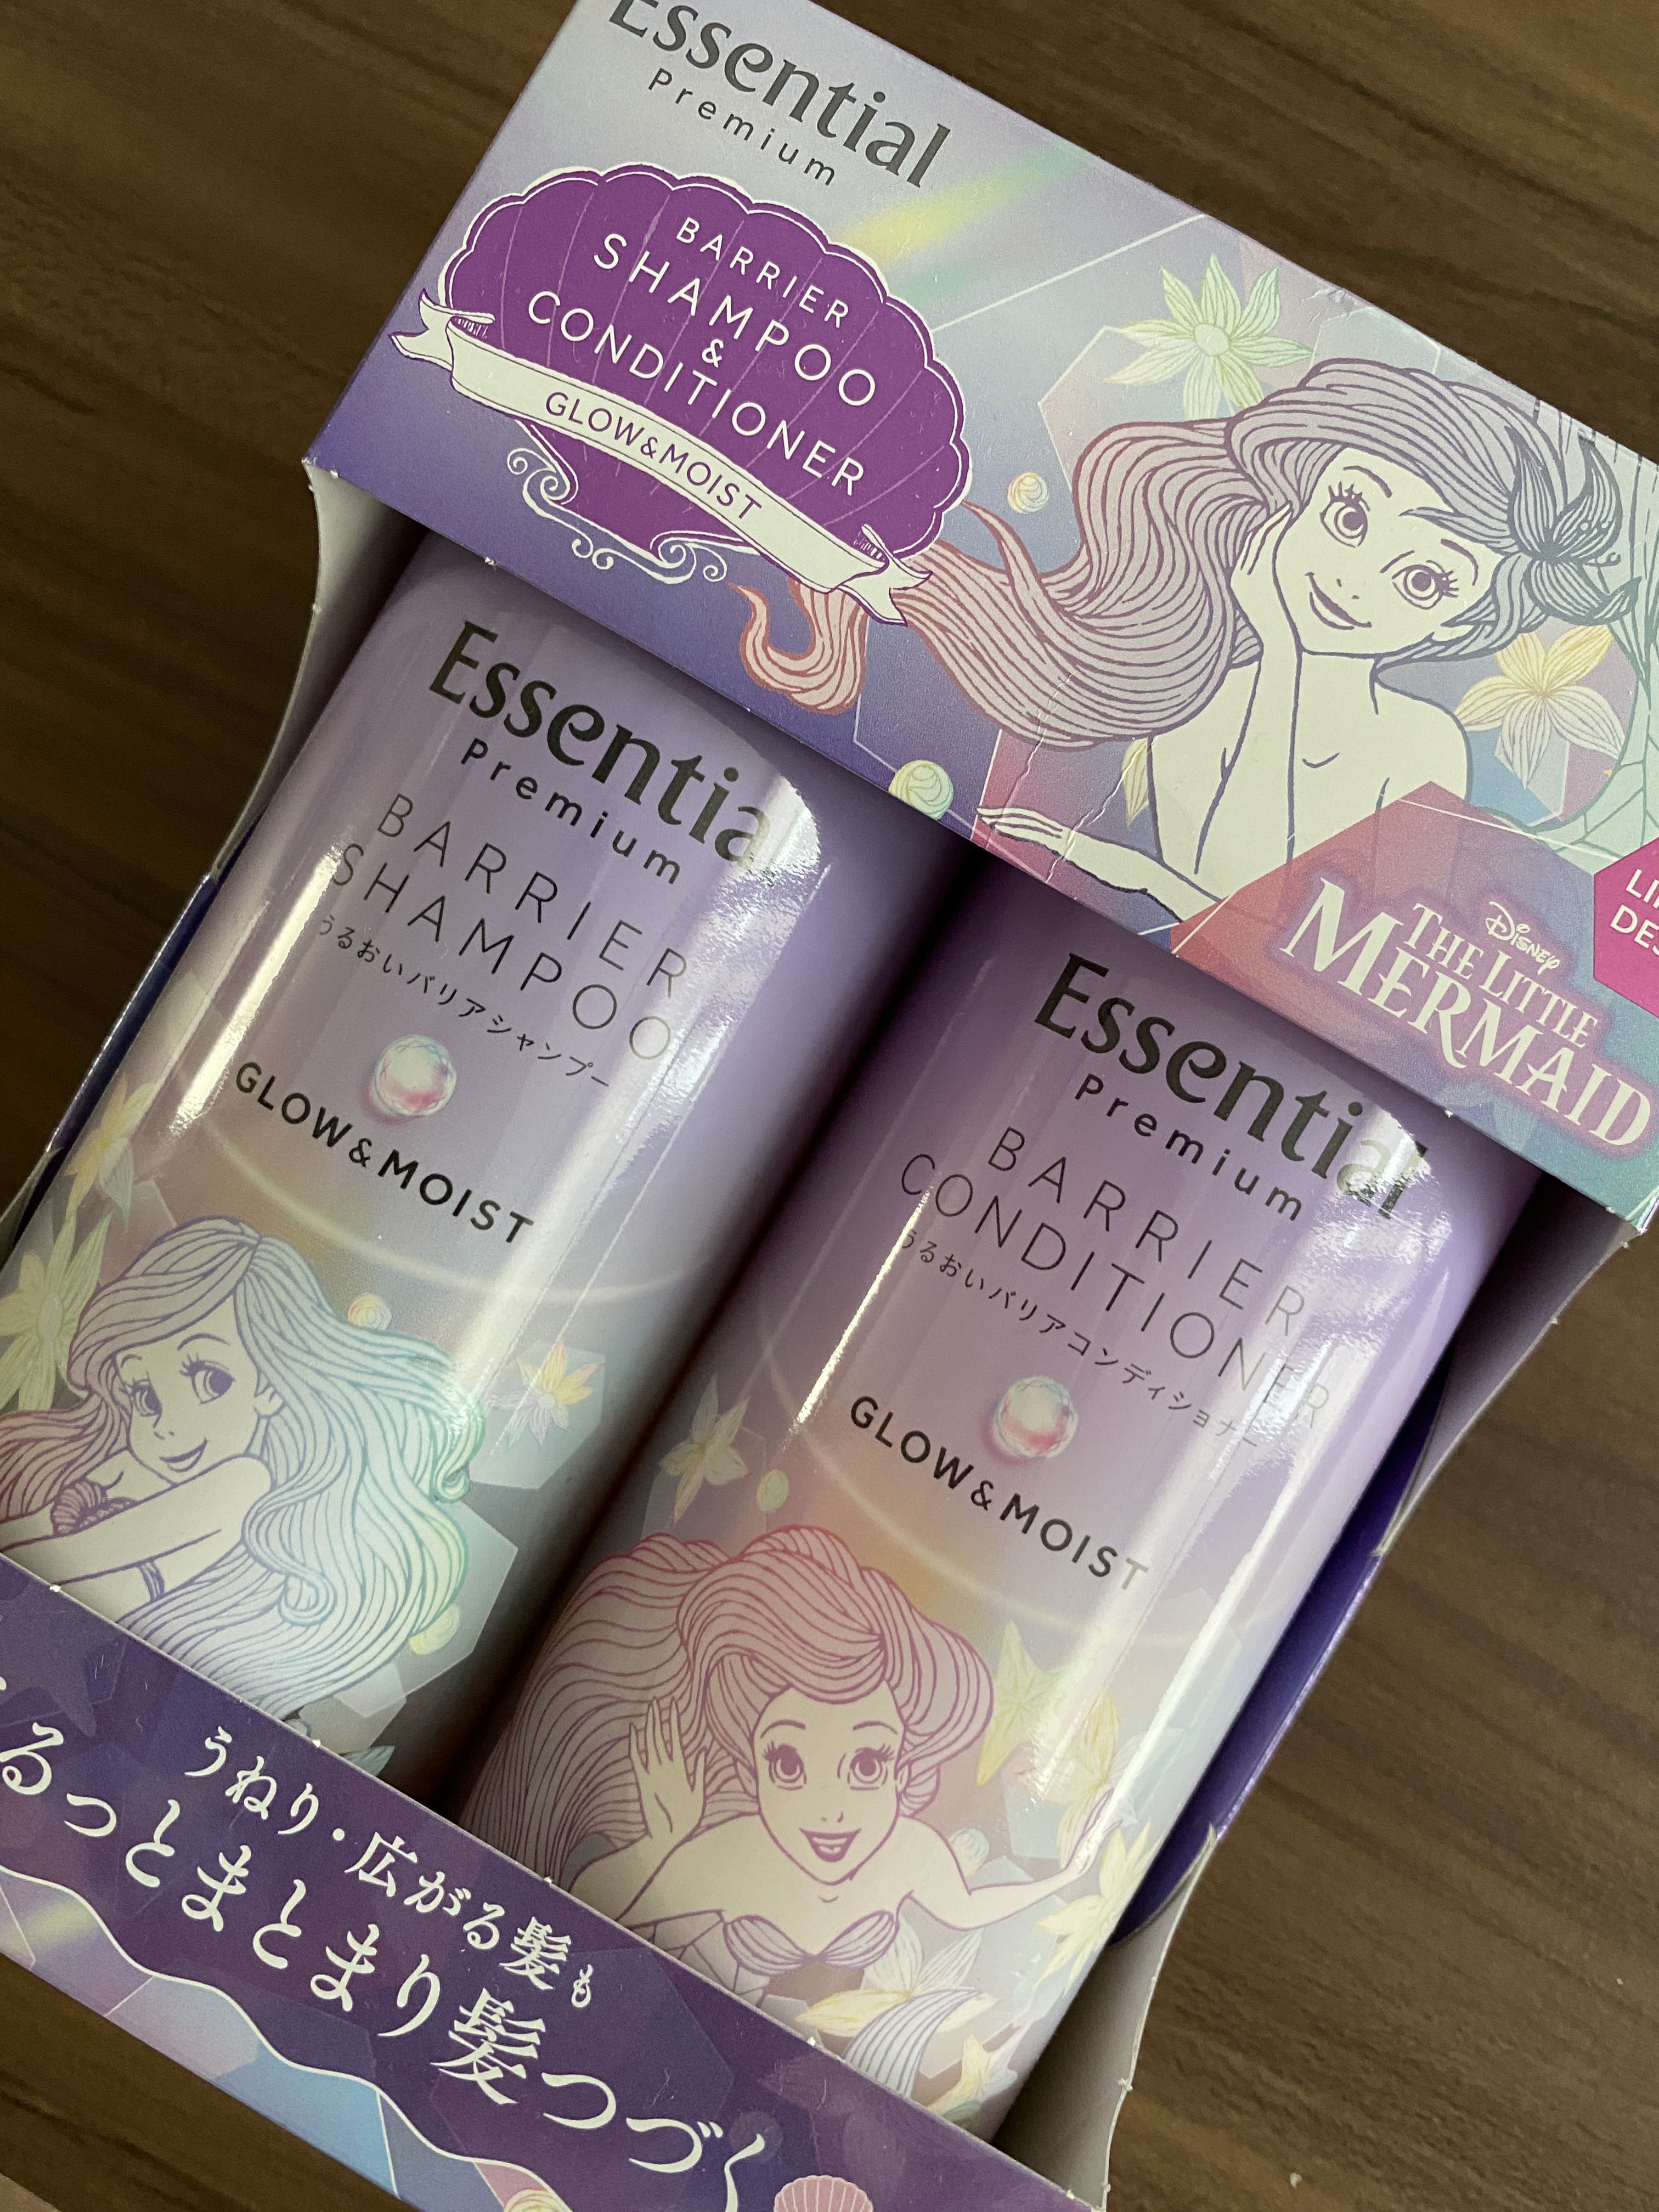 Essential
Premium
BARRIER
SHAMPOO
&
CONDITIONER
GLOW&MOIST
DISNEY
THE LITTLE
MERMAID
Essential
Premium
BARRIER
SHAMPOO
うるおいバリアシャンプー
GLOW&MOIST
Essential
Premium
BARRIER
CONDITIONER
うるおいバリアコンディショナー
GLOW&MOIST
うねり・広がる髪も
るっとまとまり髪つづく